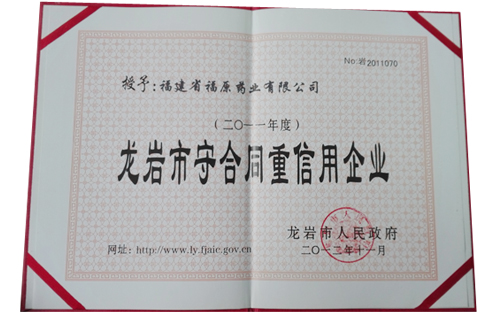 No:岩2011070
授予:福建省福原药业有限公司
(二〇一一年度)
龙岩市守合同重信用企业
龙岩市人民政府
网址:http://www.ly.fjaic.gov.cn
二〇一二年十一月